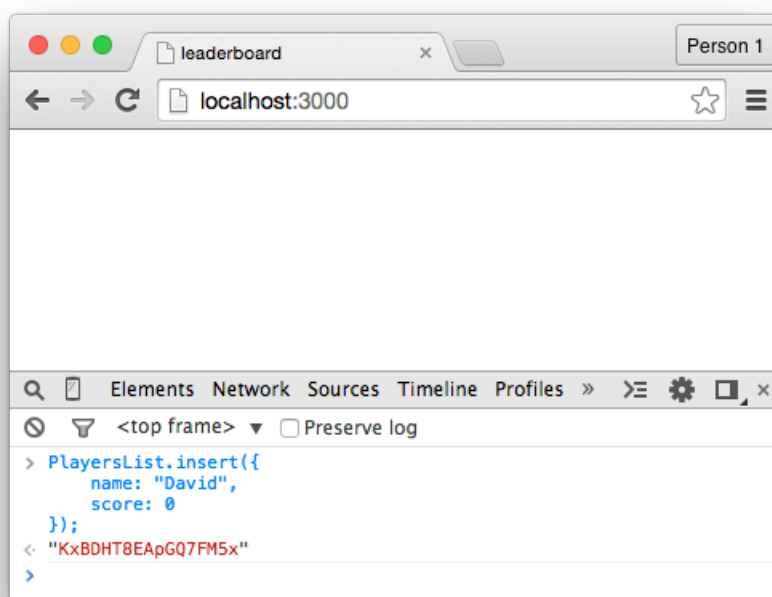 leaderboard
Person 1
localhost:3000
Elements Network Sources Timeline Profiles »
<top frame> ▼ Preserve log
> PlayersList.insert({
name: "David",
score: 0
});
"KxBDHT8EApGQ7FM5x"
>